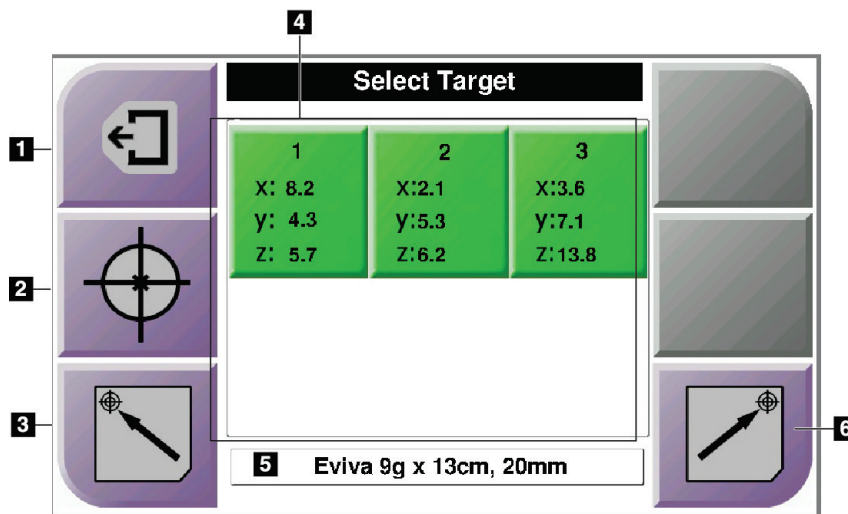 4
Select Target
1
2
3
1
x: 8.2
y: 4.3
z: 5.7
2
x:2.1
y:5.3
z:6.2
3
x:3.6
y:7.1
z:13.8
5 Eviva 9g x 13cm, 20mm
6